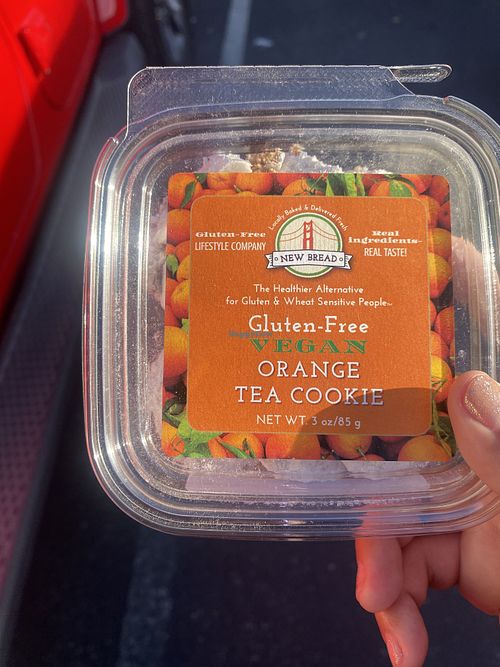 Locally Baked & Delivered Fresh
Gluten-Free
LIFESTYLE COMPANY
NEW BREAD
Real
Ingredients-
REAL TASTE!
The Healthier Alternative
for Gluten & Wheat Sensitive People™
Gluten-Free
VEGAN
ORANGE
TEA COOKIE
NET WT. 3 oz/85 g